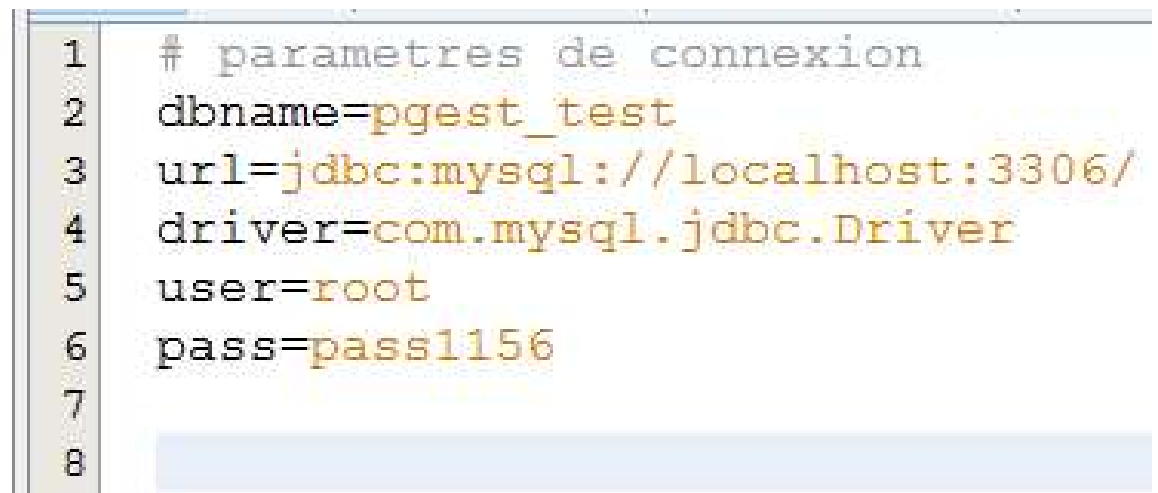 1 # parametres de connexion
2 dbname=pgest_test
3 url=jdbc:mysql://localhost:3306/
4 driver=com.mysql.jdbc.Driver
5 user=root
6 pass=pass1156
7
8